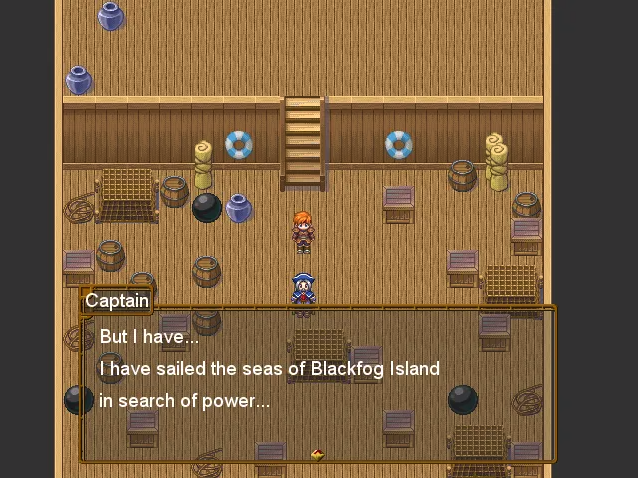 Captain
But I have...
I have sailed the seas of Blackfog Island
in search of power...